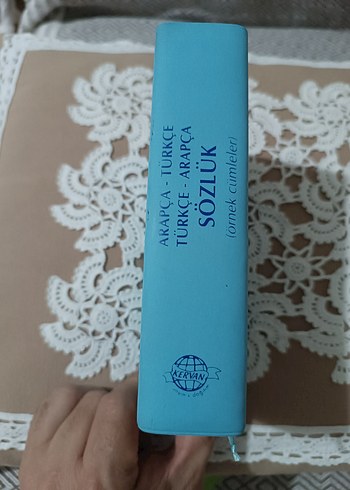 ARAPÇA - TÜRKÇE
TÜRKÇE - ARAPÇA
SÖZLÜK
(örnek cümleler)
KERVAN